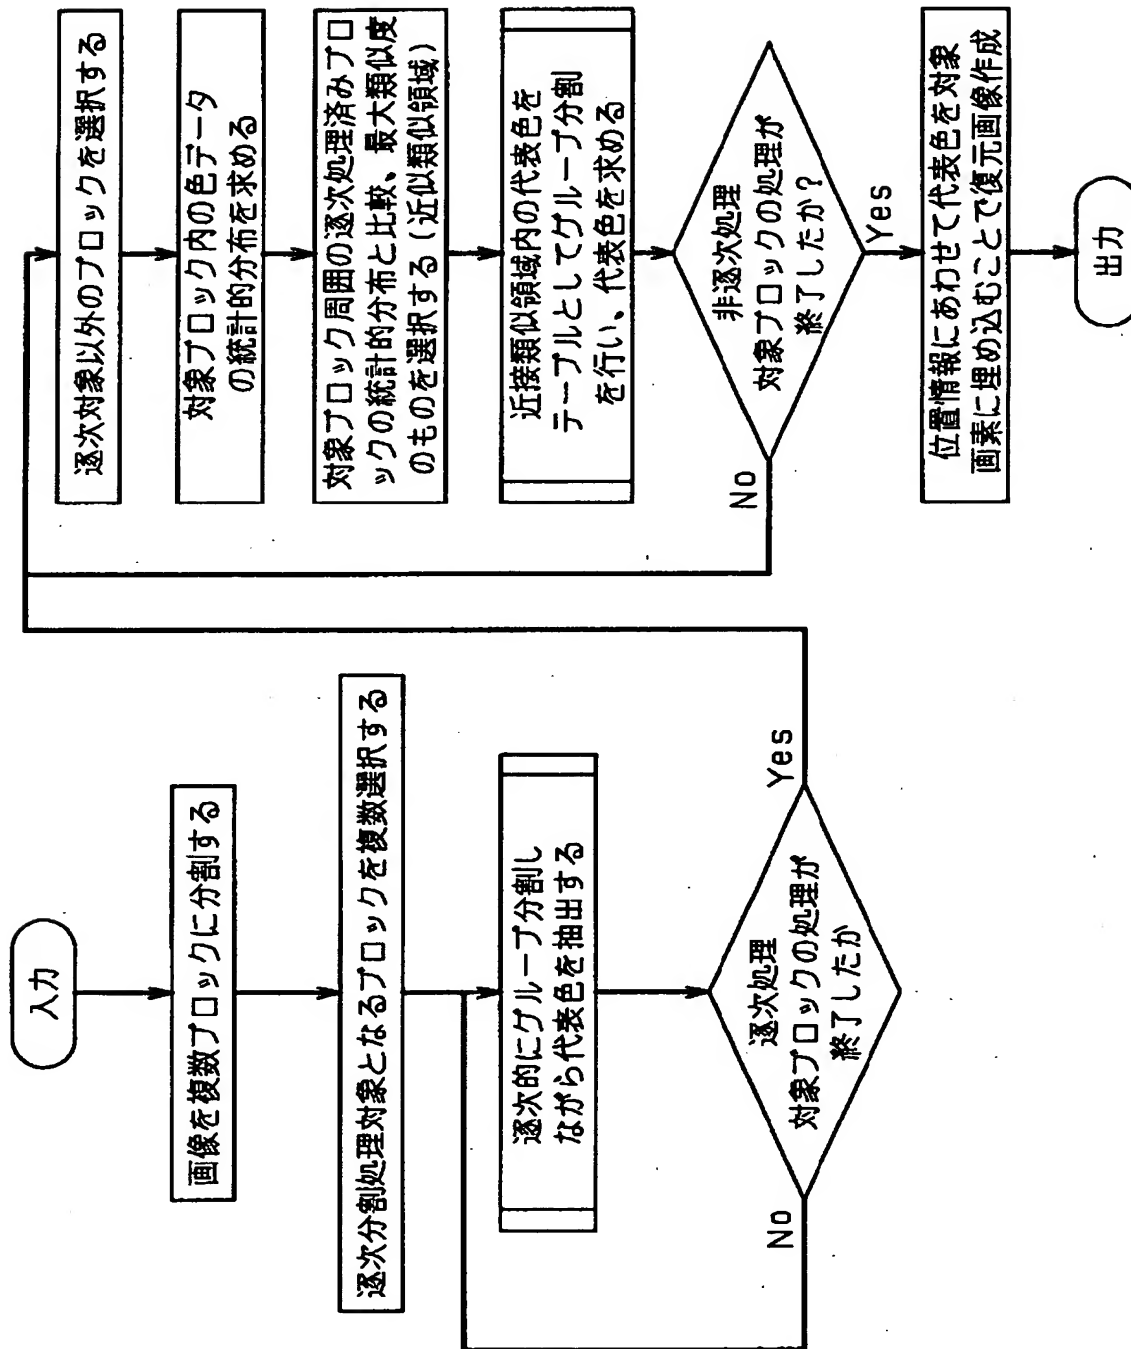 入力
画像を複数ブロックに分割する
逐次分割処理対象となるブロックを複数選択する
逐次的にグループ分割し
ながら代表色を抽出する
逐次処理
対象ブロックの処理が
終了したか
No
Yes
逐次対象以外のブロックを選択する
対象ブロック内の色データ
の統計的分布を求める
対象ブロック周囲の逐次処理済みブロ
ックの統計的分布と比較、最大類似度
のものを選択する(近似類似領域)
近接類似領域内の代表色を
テーブルとしてグループ分割
を行い、代表色を求める
非逐次処理
対象ブロックの処理が
終了したか?
No
Yes
位置情報にあわせて代表色を対象
画素に埋め込むことで復元画像作成
出力